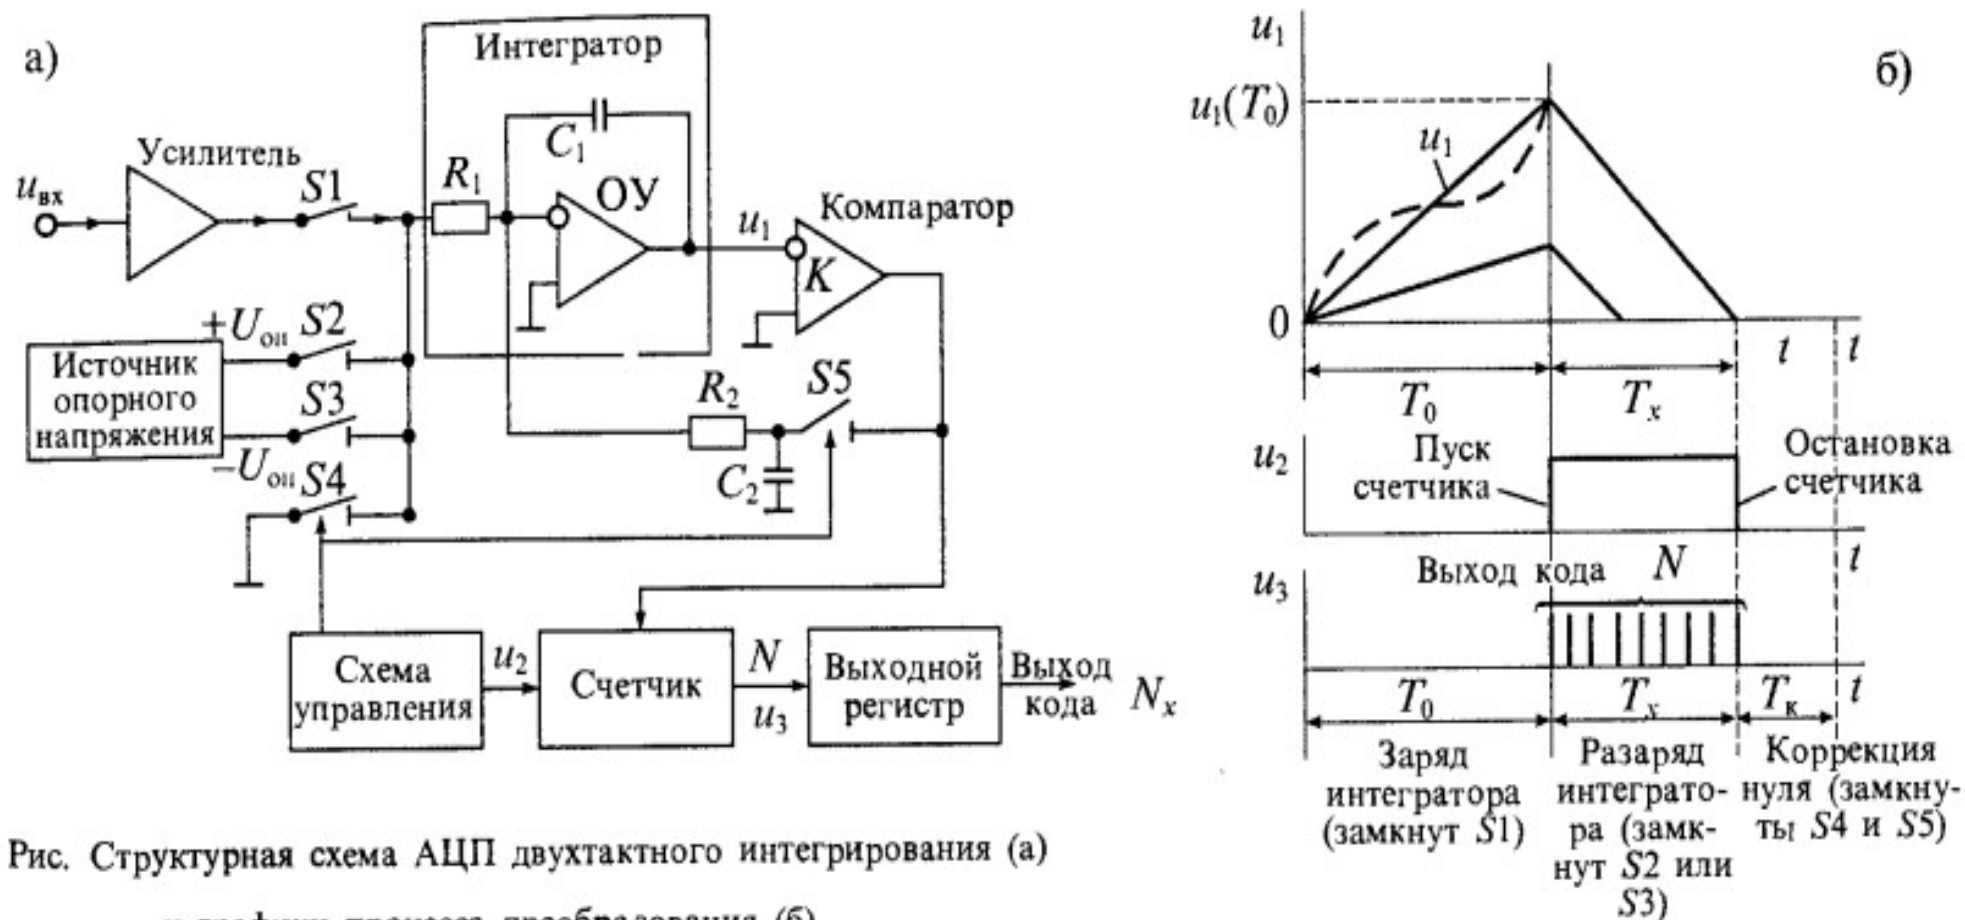 а)
Интегратор
Усилитель
uвх
S1
R1
C1
ОУ
u1
Компаратор
K
+Uоп
S2
Источник
опорного
напряжения
S3
−Uоп
S4
R2
S5
C2
Схема
управления
u2
Счетчик
N
u3
Выходной
регистр
Выход
кода
Nx
б)
u1
u1(T0)
u1
0
t
t
T0
Tx
u2
Пуск
счетчика
Остановка
счетчика
t
u3
Выход кода N
T0
Tx
Tк
t
Заряд
интегратора
(замкнут S1)
Разаряд
интеграто-
ра (замк-
нут S2 или
S3)
Коррекция
нуля (замкну-
ты S4 и S5)
Рис. Структурная схема АЦП двухтактного интегрирования (а)